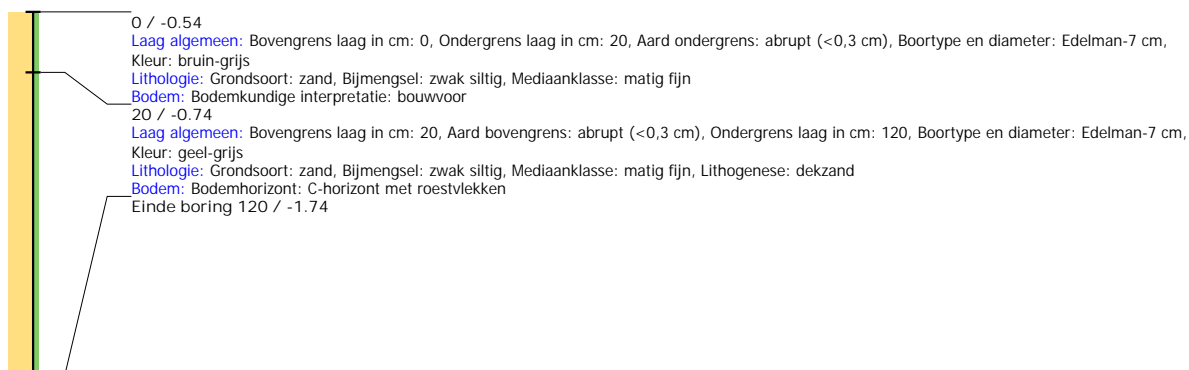 0 / -0.54
Laag algemeen: Bovengrens laag in cm: 0, Ondergrens laag in cm: 20, Aard ondergrens: abrupt (<0,3 cm), Boortype en diameter: Edelman-7 cm,
Kleur: bruin-grijs
Lithologie: Grondsoort: zand, Bijmengsel: zwak siltig, Mediaanklasse: matig fijn
Bodem: Bodemkundige interpretatie: bouwvoor
20 / -0.74
Laag algemeen: Bovengrens laag in cm: 20, Aard bovengrens: abrupt (<0,3 cm), Ondergrens laag in cm: 120, Boortype en diameter: Edelman-7 cm,
Kleur: geel-grijs
Lithologie: Grondsoort: zand, Bijmengsel: zwak siltig, Mediaanklasse: matig fijn, Lithogenese: dekzand
Bodem: Bodemhorizont: C-horizont met roestvlekken
Einde boring 120 / -1.74